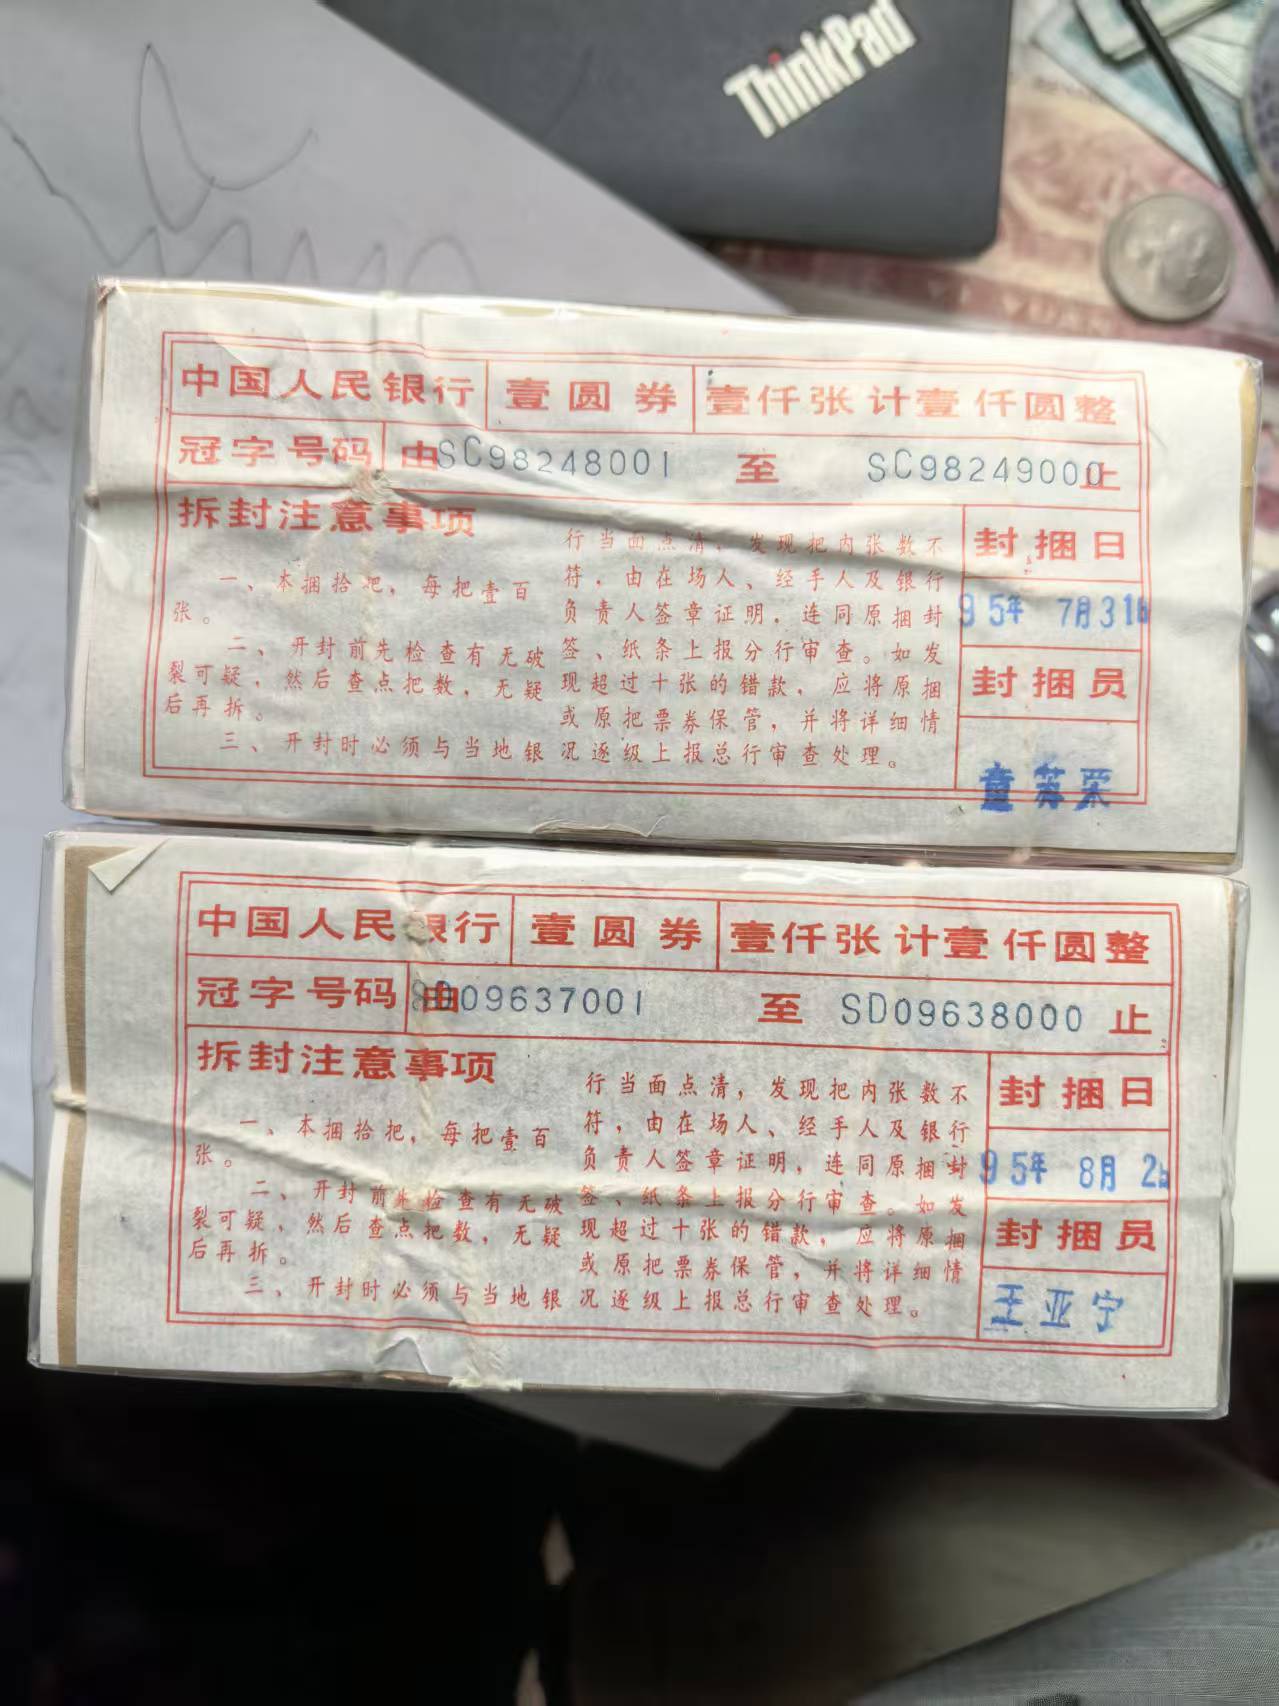 ThinkPad
YI YUAN
中国人民银行 壹圆券 壹仟张计壹仟圆整
冠字号码 由SC98248001 至 SC98249000止
拆封注意事项
一、本捆拾把，每把壹百
张。
二、开封前先检查有无破
裂可疑，然后查点把数，无疑
后再拆。
三、开封时必须与当地银
行当面点清，发现把内张数不
符，由在场人、经手人及银行
负责人签章证明，连同原捆封
签、纸条上报分行审查。如发
现超过十张的错款，应将原捆
或原把票券保管，并将详细情
况逐级上报总行审查处理。
封捆日
95年 7月31日
封捆员
中国人民银行 壹圆券 壹仟张计壹仟圆整
冠字号码 由SD09637001 至 SD09638000 止
拆封注意事项
一、本捆拾把，每把壹百
张。
二、开封前先检查有无破
裂可疑，然后查点把数，无疑
后再拆。
三、开封时必须与当地银
行当面点清，发现把内张数不
符，由在场人、经手人及银行
负责人签章证明，连同原捆封
签、纸条上报分行审查。如发
现超过十张的错款，应将原捆
或原把票券保管，并将详细情
况逐级上报总行审查处理。
封捆日
95年 8月 2日
封捆员
王亚宁